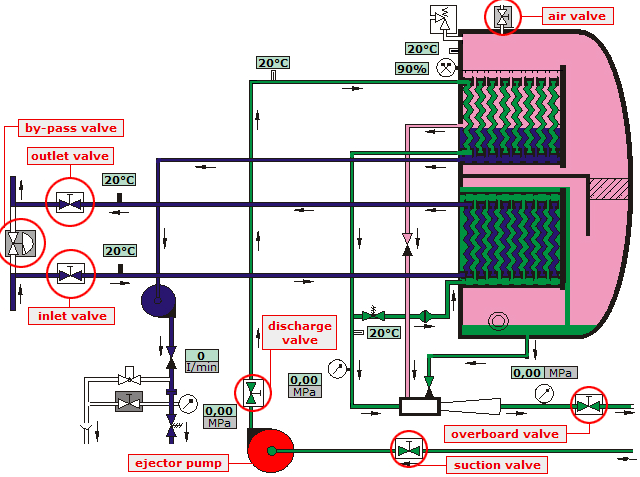 air valve
20°C
20°C
90%
by-pass valve
outlet valve
20°C
20°C
inlet valve
discharge
valve
20°C
0
l/min
0,00
MPa
0,00 MPa
0,00
MPa
overboard valve
ejector pump
suction valve